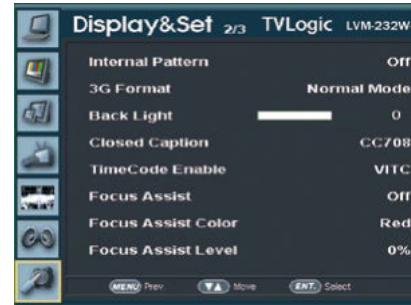 Display&Set 2/3 TVLogic LVM-232W
Internal Pattern Off
3G Format Normal Mode
Back Light 0
Closed Caption CC708
TimeCode Enable VITC
Focus Assist Off
Focus Assist Color Red
Focus Assist Level 0%
MENU Prev. ▼▲ Move ENT. Select